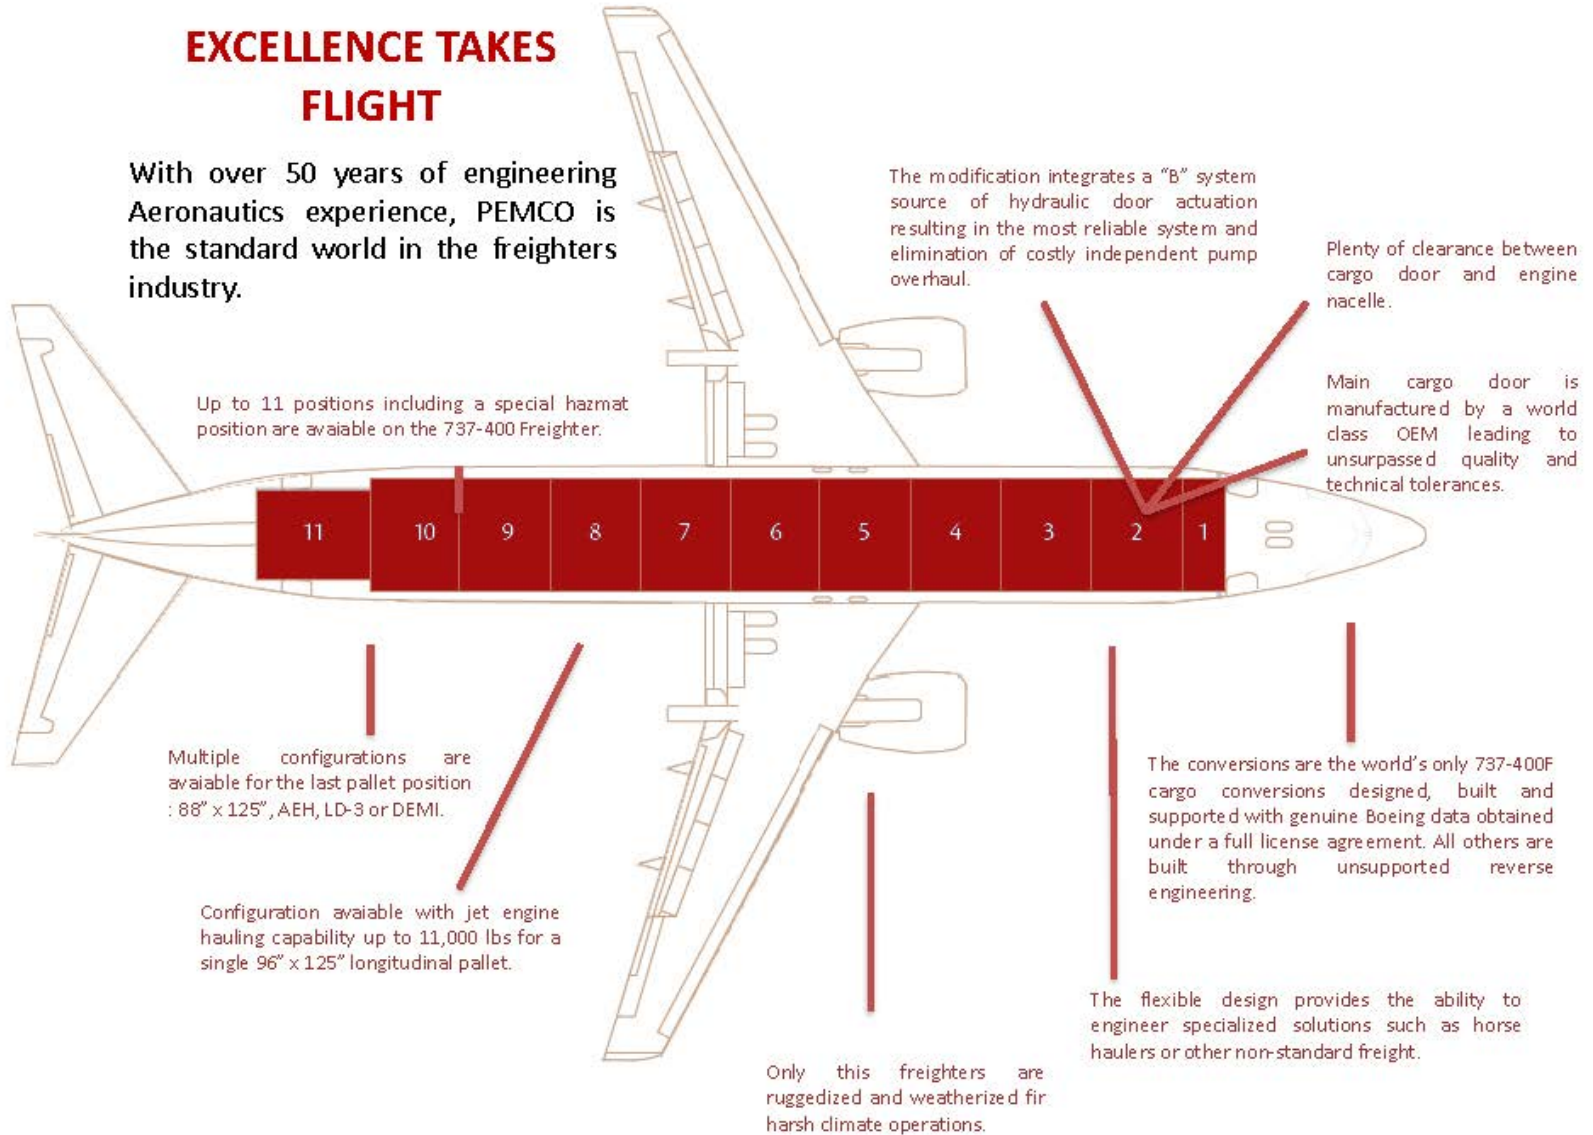 EXCELLENCE TAKES
FLIGHT
With over 50 years of engineering
Aeronautics experience, PEMCO is
the standard world in the freighters
industry.
The modification integrates a “B” system
source of hydraulic door actuation
resulting in the most reliable system and
elimination of costly independent pump
overhaul.
Plenty of clearance between
cargo door and engine
nacelle.
Main cargo door is
manufactured by a world
class OEM leading to
unsurpassed quality and
technical tolerances.
Up to 11 positions including a special hazmat
position are avaiable on the 737-400 Freighter.
11 10 9 8 7 6 5 4 3 2 1
Multiple configurations are
avaiable for the last pallet position
: 88” x 125”, AEH, LD-3 or DEMI.
Configuration avaiable with jet engine
hauling capability up to 11,000 lbs for a
single 96” x 125” longitudinal pallet.
The conversions are the world’s only 737-400F
cargo conversions designed, built and
supported with genuine Boeing data obtained
under a full license agreement. All others are
built through unsupported reverse
engineering.
The flexible design provides the ability to
engineer specialized solutions such as horse
haulers or other non-standard freight.
Only this freighters are
ruggedized and weatherized fir
harsh climate operations.